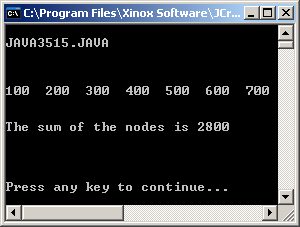 C:\Program Files\Xinox Software\JCr...
JAVA3515.JAVA
100 200 300 400 500 600 700
The sum of the nodes is 2800
Press any key to continue...